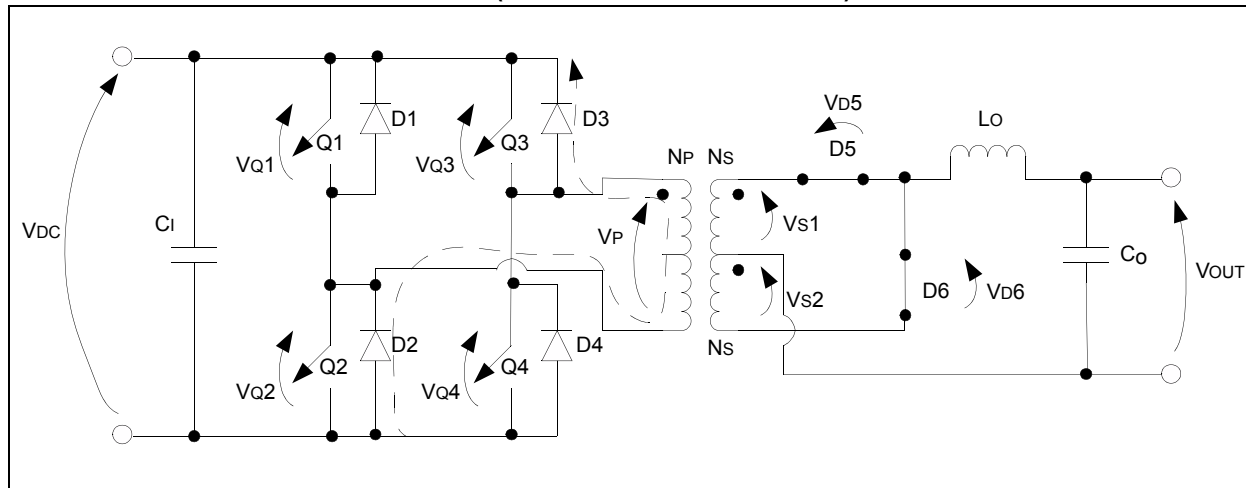 VD5
LO
D1
D3
D5
Q1
Q3
VQ1
VQ3
NP
NS
VDC
CI
VP
VS1
CO
VOUT
VS2
D6
VD6
D2
D4
NS
Q2
Q4
VQ2
VQ4